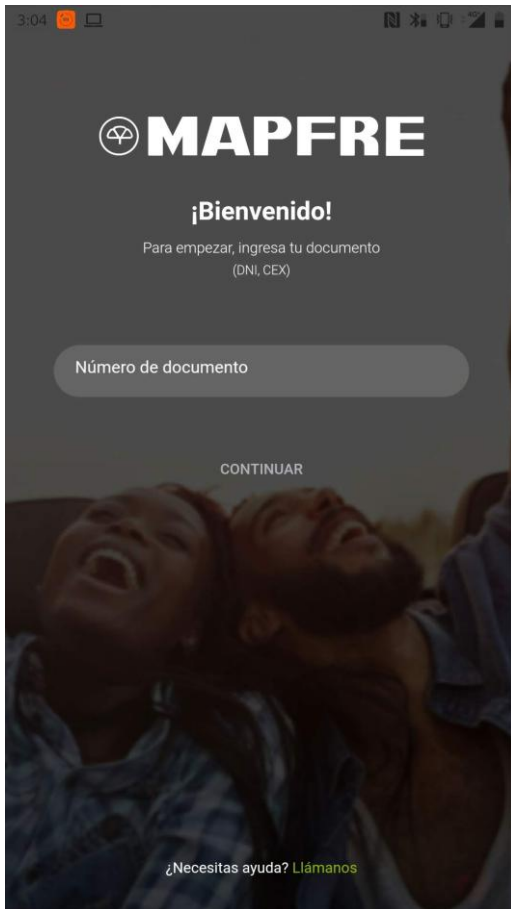 3:04
MAPFRE
¡Bienvenido!
Para empezar, ingresa tu documento
(DNI, CEX)
Número de documento
CONTINUAR
¿Necesitas ayuda? Llámanos